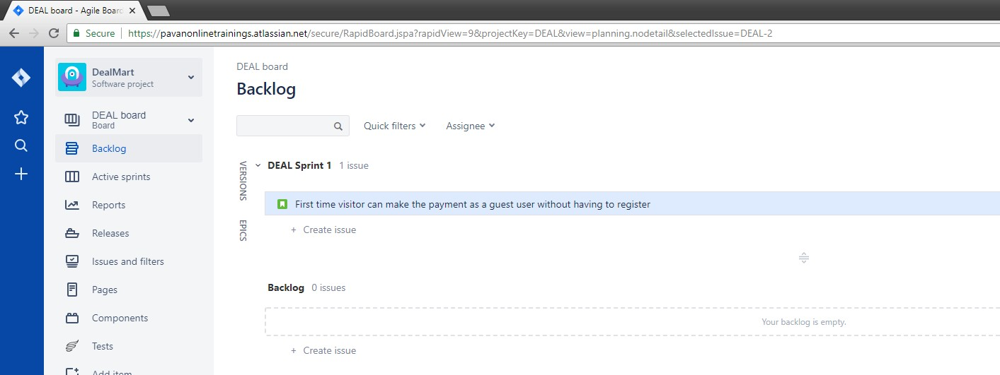 DEAL board - Agile Boar
Secure https://pavanonlinetrainings.atlassian.net/secure/RapidBoard.jspa?rapidView=9&projectKey=DEAL&view=planning.nodetail&selectedIssue=DEAL-2
DealMart
Software project
DEAL board
Board
Backlog
Active sprints
Reports
Releases
Issues and filters
Pages
Components
Tests
Add item
DEAL board
Backlog
Quick filters
Assignee
VERSIONS
EPICS
DEAL Sprint 1 1 issue
First time visitor can make the payment as a guest user without having to register
+ Create issue
Backlog 0 issues
Your backlog is empty.
+ Create issue